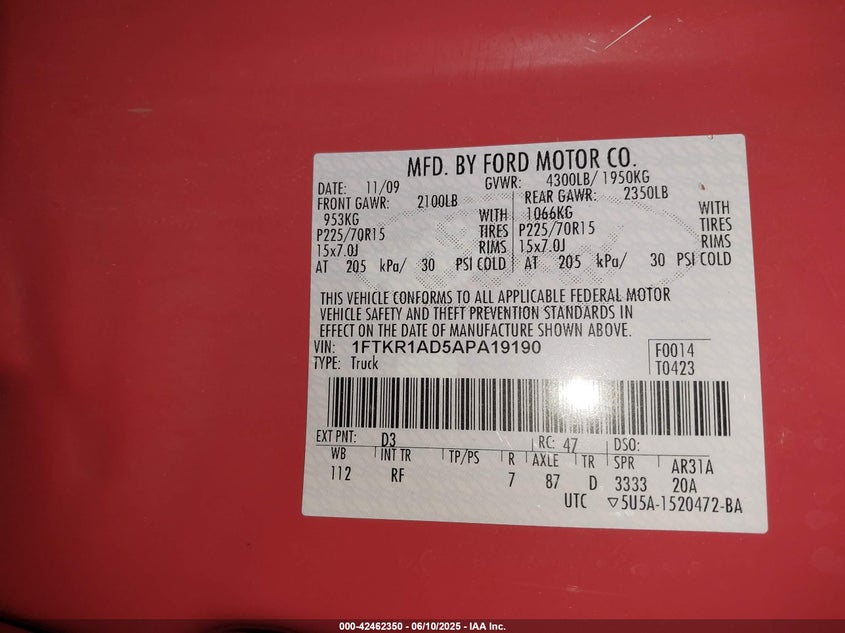 MFD. BY FORD MOTOR CO.
DATE: 11/09 GVWR: 4300LB/ 1950KG
FRONT GAWR: 2100LB REAR GAWR: 2350LB
953KG WITH 1066KG WITH
P225/70R15 TIRES P225/70R15 TIRES
15x7.0J RIMS 15x7.0J RIMS
AT 205 kPa/ 30 PSI COLD AT 205 kPa/ 30 PSI COLD
THIS VEHICLE CONFORMS TO ALL APPLICABLE FEDERAL MOTOR
VEHICLE SAFETY AND THEFT PREVENTION STANDARDS IN
EFFECT ON THE DATE OF MANUFACTURE SHOWN ABOVE.
VIN: 1FTKR1AD5APA19190 F0014
TYPE: Truck T0423
EXT PNT: D3 RC: 47 DSO:
WB INT TR TP/PS R AXLE TR SPR AR31A
112 RF 7 87 D 3333 20A
UTC ▽5U5A-1520472-BA
000-42462350 - 06/10/2025 - IAA Inc.